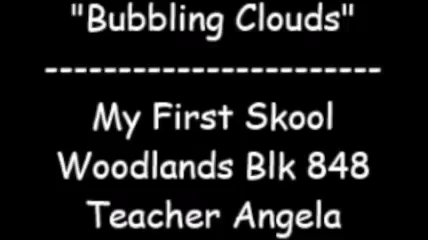 "Bubbling Clouds"
-----------------------
My First Skool
Woodlands Blk 848
Teacher Angela